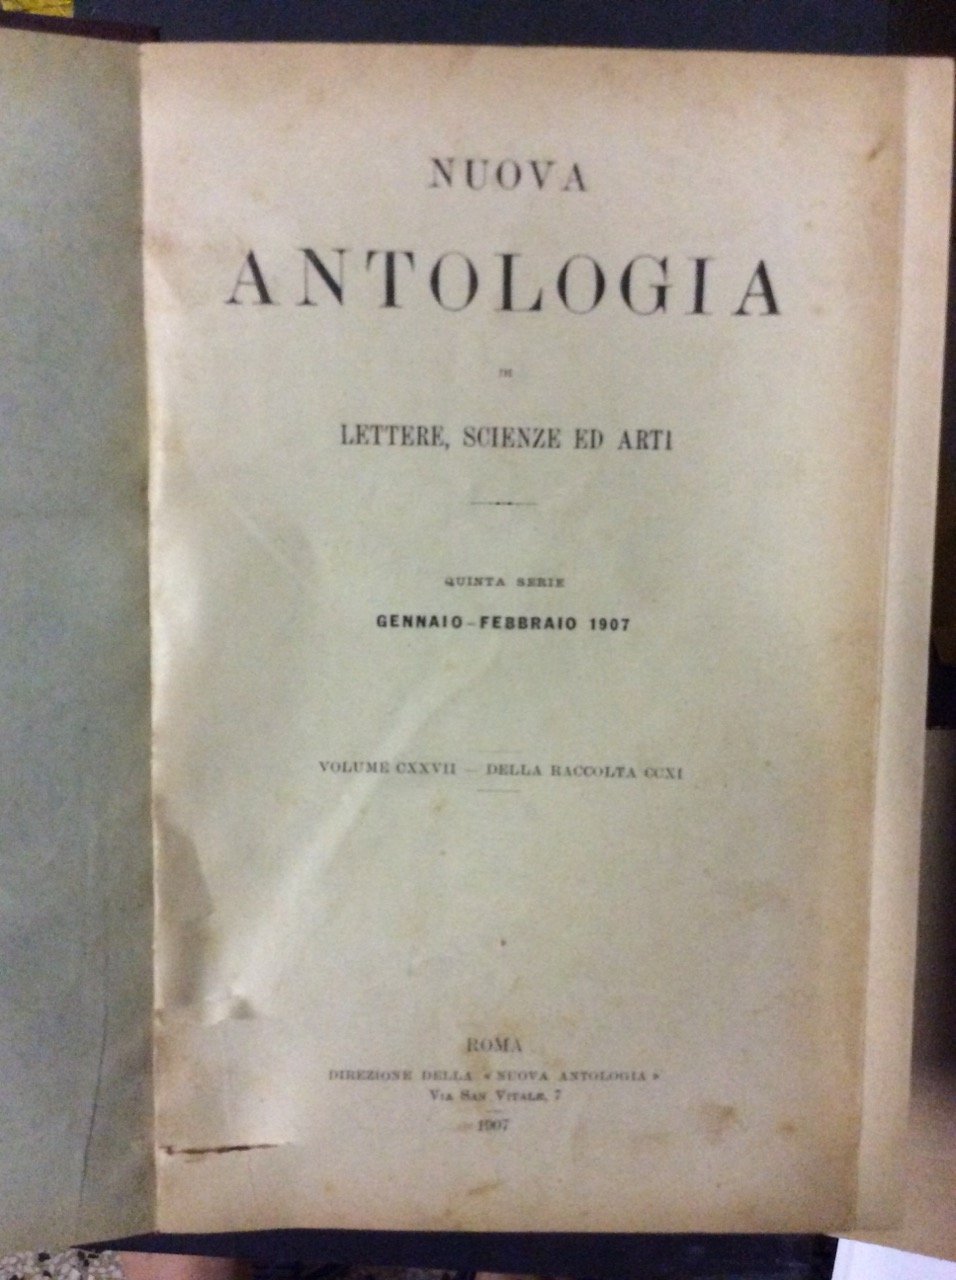 NUOVA
ANTOLOGIA
DI
LETTERE, SCIENZE ED ARTI
QUINTA SERIE
GENNAIO-FEBBRAIO 1907
VOLUME CXXVII — DELLA RACCOLTA CCXI
ROMA
DIREZIONE DELLA «NUOVA ANTOLOGIA»
VIA SAN VITALE, 7
1907